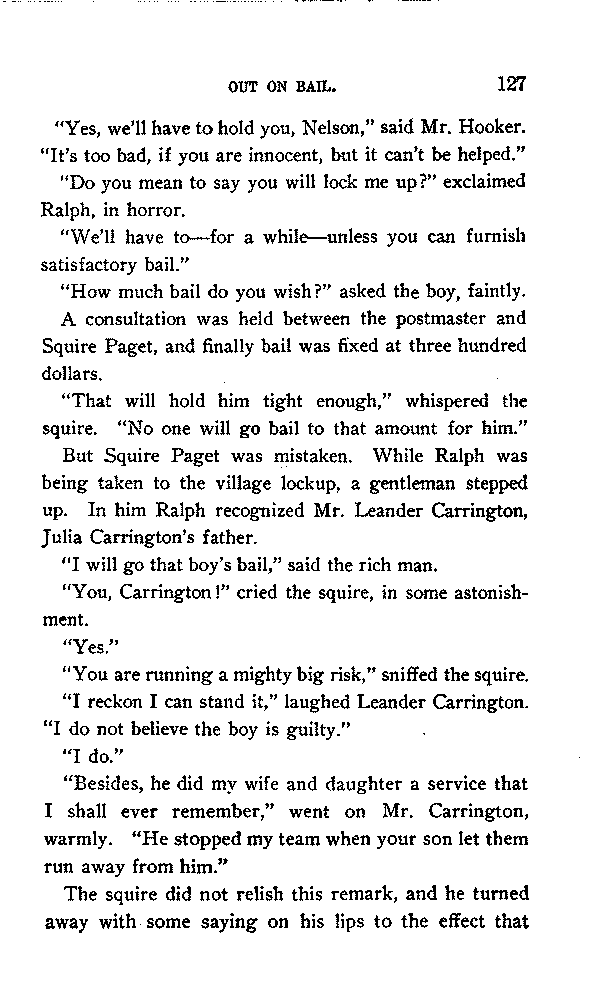 OUT ON BAIL. 127
“Yes, we’ll have to hold you, Nelson,” said Mr. Hooker.
“It’s too bad, if you are innocent, but it can’t be helped.”
“Do you mean to say you will lock me up?” exclaimed
Ralph, in horror.
“We’ll have to—for a while—unless you can furnish
satisfactory bail.”
“How much bail do you wish?” asked the boy, faintly.
A consultation was held between the postmaster and
Squire Paget, and finally bail was fixed at three hundred
dollars.
“That will hold him tight enough,” whispered the
squire. “No one will go bail to that amount for him.”
But Squire Paget was mistaken. While Ralph was
being taken to the village lockup, a gentleman stepped
up. In him Ralph recognized Mr. Leander Carrington,
Julia Carrington’s father.
“I will go that boy’s bail,” said the rich man.
“You, Carrington!” cried the squire, in some astonish-
ment.
“Yes.”
“You are running a mighty big risk,” sniffed the squire.
“I reckon I can stand it,” laughed Leander Carrington.
“I do not believe the boy is guilty.”
“I do.”
“Besides, he did my wife and daughter a service that
I shall ever remember,” went on Mr. Carrington,
warmly. “He stopped my team when your son let them
run away from him.”
The squire did not relish this remark, and he turned
away with some saying on his lips to the effect that